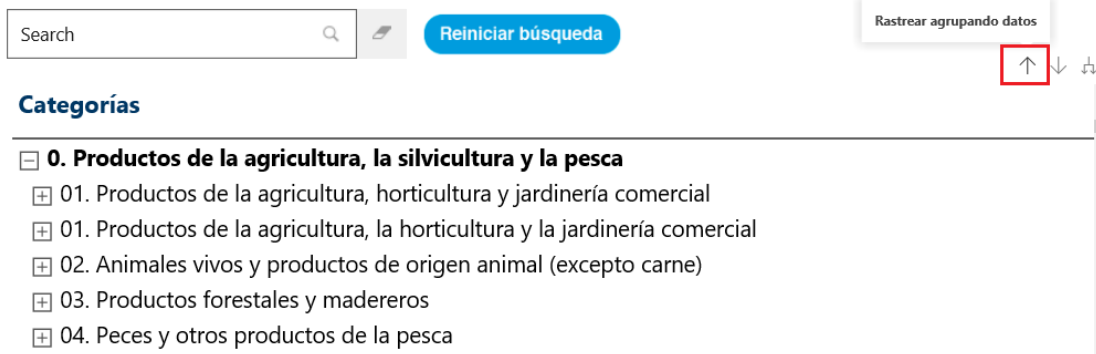 Rastrear agrupando datos
Search
Reiniciar búsqueda
Categorías
0. Productos de la agricultura, la silvicultura y la pesca
01. Productos de la agricultura, horticultura y jardinería comercial
01. Productos de la agricultura, la horticultura y la jardinería comercial
02. Animales vivos y productos de origen animal (excepto carne)
03. Productos forestales y madereros
04. Peces y otros productos de la pesca